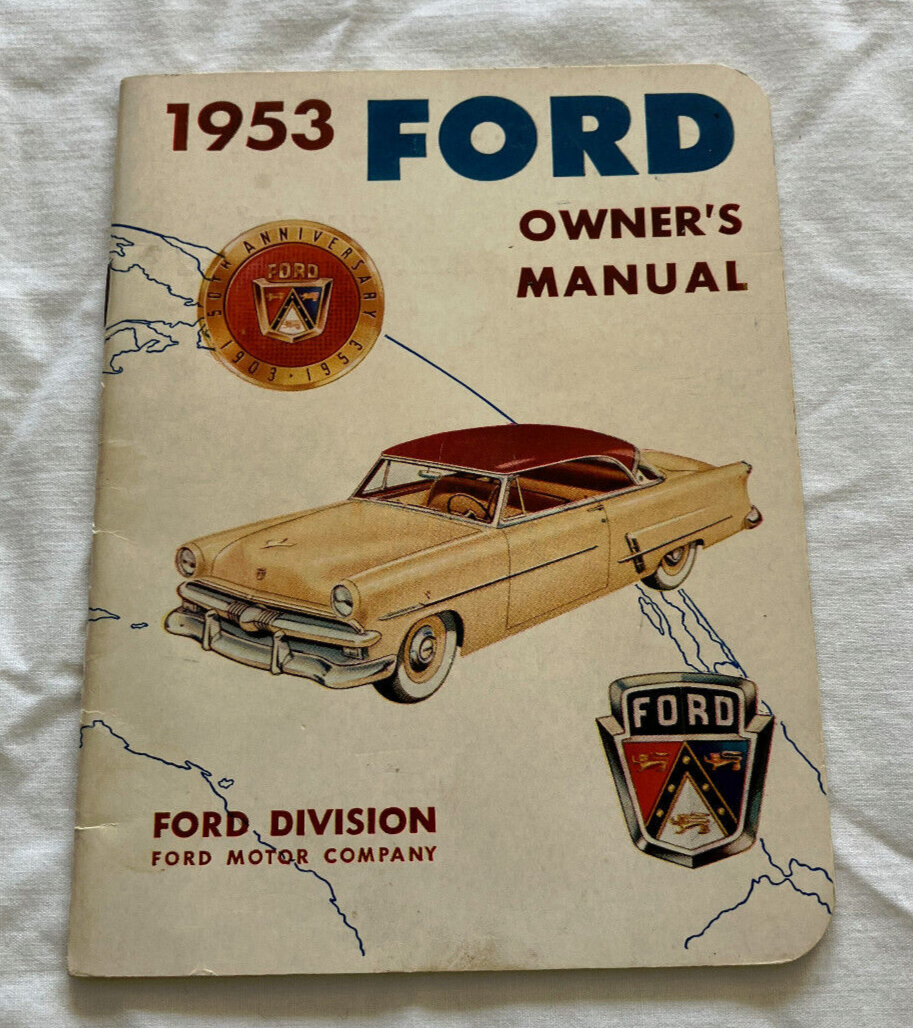 1953 FORD
OWNER'S
MANUAL
50TH ANNIVERSARY
FORD
1903 · 1953
FORD
FORD DIVISION
FORD MOTOR COMPANY